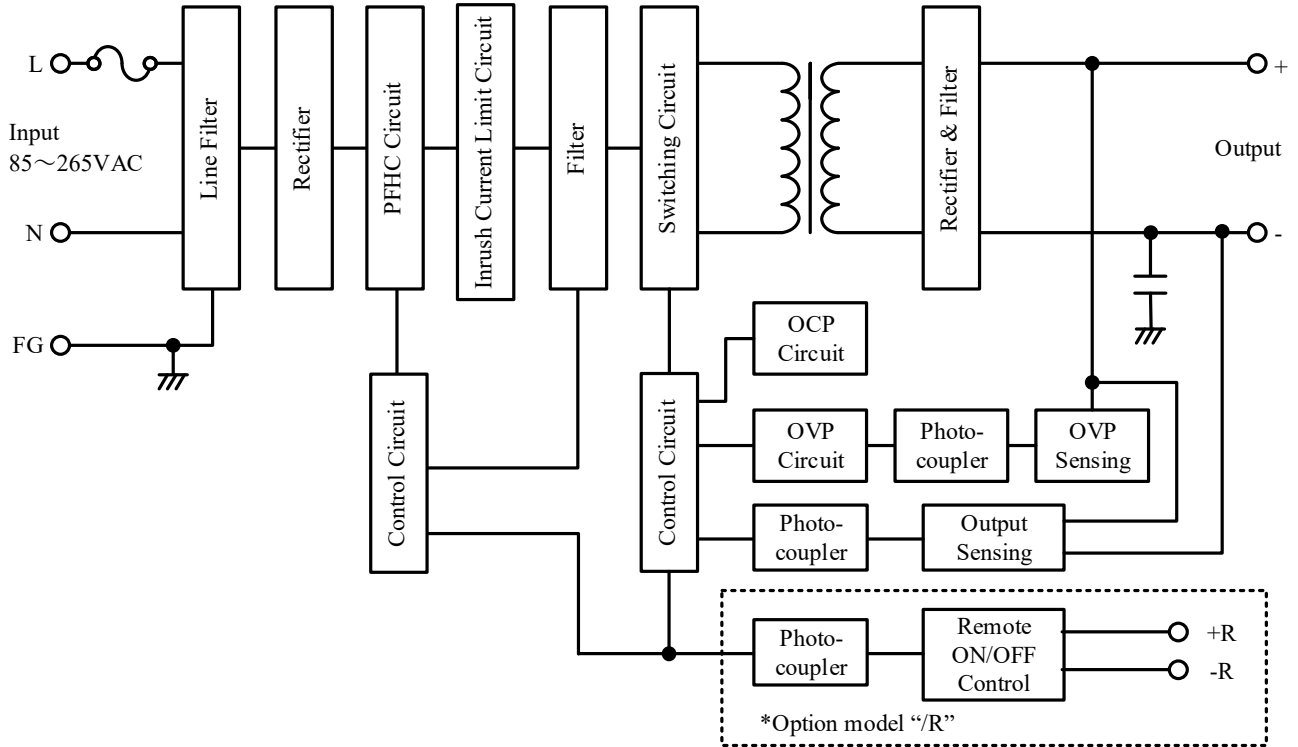 L
Input
85～265VAC
N
FG
Line Filter
Rectifier
PFHC Circuit
Inrush Current Limit Circuit
Filter
Switching Circuit
Rectifier & Filter
+
Output
-
Control Circuit
Control Circuit
OCP
Circuit
OVP
Circuit
Photo-
coupler
OVP
Sensing
Photo-
coupler
Output
Sensing
Photo-
coupler
Remote
ON/OFF
Control
+R
-R
*Option model “/R”